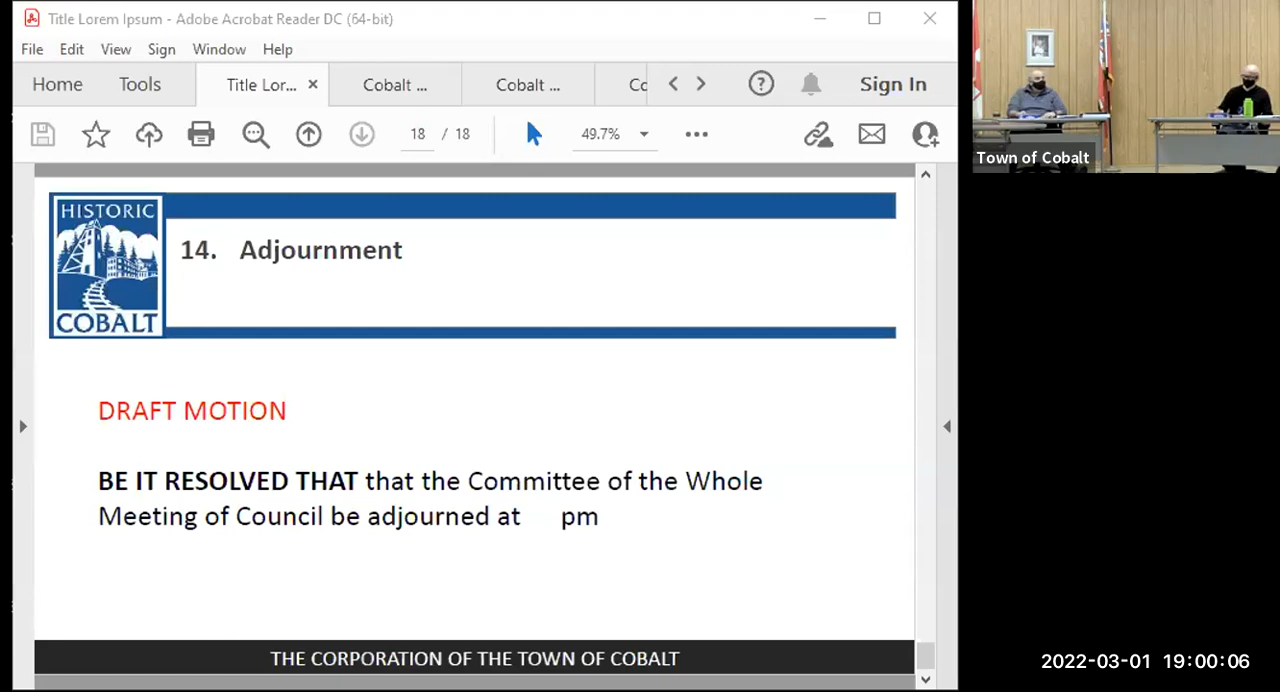 Title Lorem Ipsum - Adobe Acrobat Reader DC (64-bit)
File Edit View Sign Window Help
Home Tools Title Lor... Cobalt ... Cobalt ... Co Sign In
18 / 18 49.7%
HISTORIC
COBALT
14. Adjournment
DRAFT MOTION
BE IT RESOLVED THAT that the Committee of the Whole
Meeting of Council be adjourned at pm
THE CORPORATION OF THE TOWN OF COBALT
Town of Cobalt
2022-03-01 19:00:06